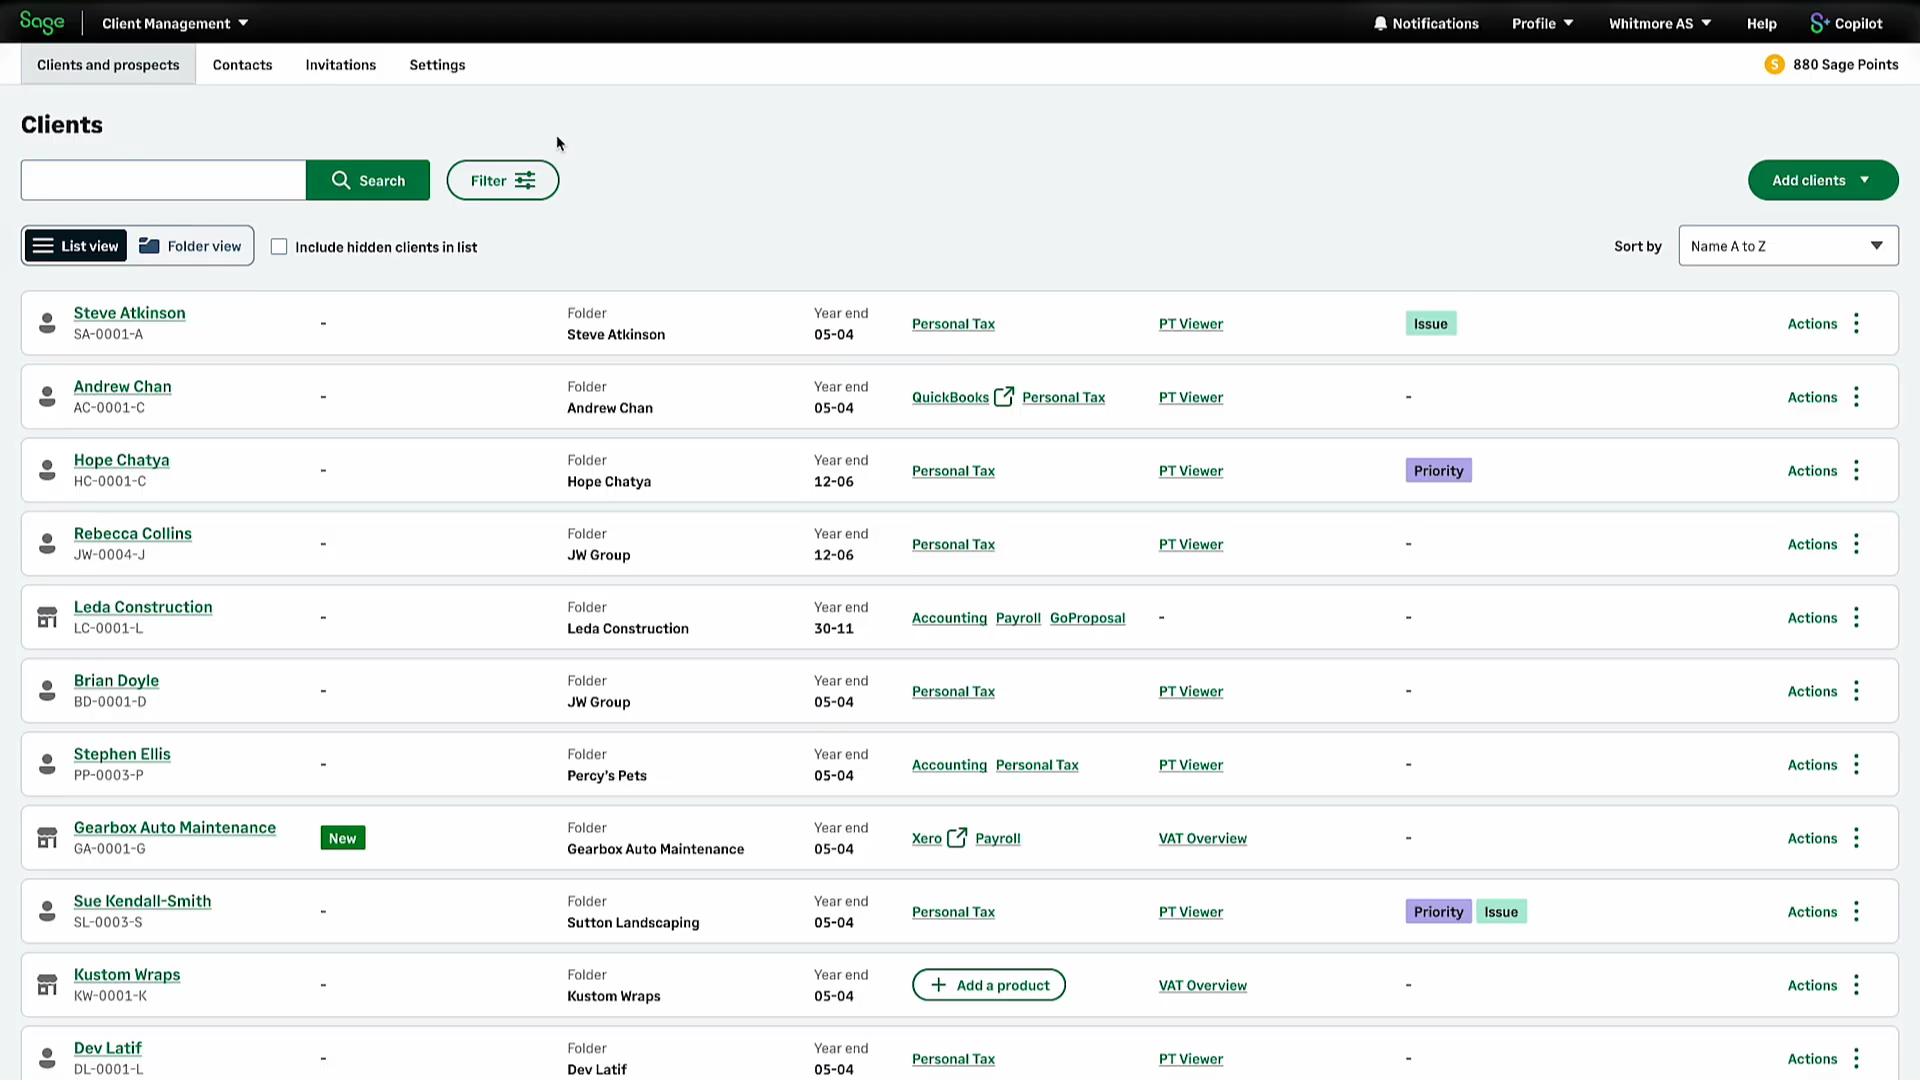 Sage Client Management Notifications Profile Whitmore AS Help Copilot
Clients and prospects Contacts Invitations Settings S 880 Sage Points
Clients
Search Filter Add clients
List view Folder view Include hidden clients in list Sort by Name A to Z
Steve Atkinson Folder Year end
SA-0001-A - Steve Atkinson 05-04 Personal Tax PT Viewer Issue Actions
Andrew Chan Folder Year end
AC-0001-C - Andrew Chan 05-04 QuickBooks Personal Tax PT Viewer - Actions
Hope Chatya Folder Year end
HC-0001-C - Hope Chatya 12-06 Personal Tax PT Viewer Priority Actions
Rebecca Collins Folder Year end
JW-0004-J - JW Group 12-06 Personal Tax PT Viewer - Actions
Leda Construction Folder Year end
LC-0001-L - Leda Construction 30-11 Accounting Payroll GoProposal - - Actions
Brian Doyle Folder Year end
BD-0001-D - JW Group 05-04 Personal Tax PT Viewer - Actions
Stephen Ellis Folder Year end
PP-0003-P - Percy's Pets 05-04 Accounting Personal Tax PT Viewer - Actions
Gearbox Auto Maintenance Folder Year end
GA-0001-G New Gearbox Auto Maintenance 05-04 Xero Payroll VAT Overview - Actions
Sue Kendall-Smith Folder Year end
SL-0003-S - Sutton Landscaping 05-04 Personal Tax PT Viewer Priority Issue Actions
Kustom Wraps Folder Year end
KW-0001-K - Kustom Wraps 05-04 + Add a product VAT Overview - Actions
Dev Latif Folder Year end
DL-0001-L - Dev Latif 05-04 Personal Tax PT Viewer - Actions